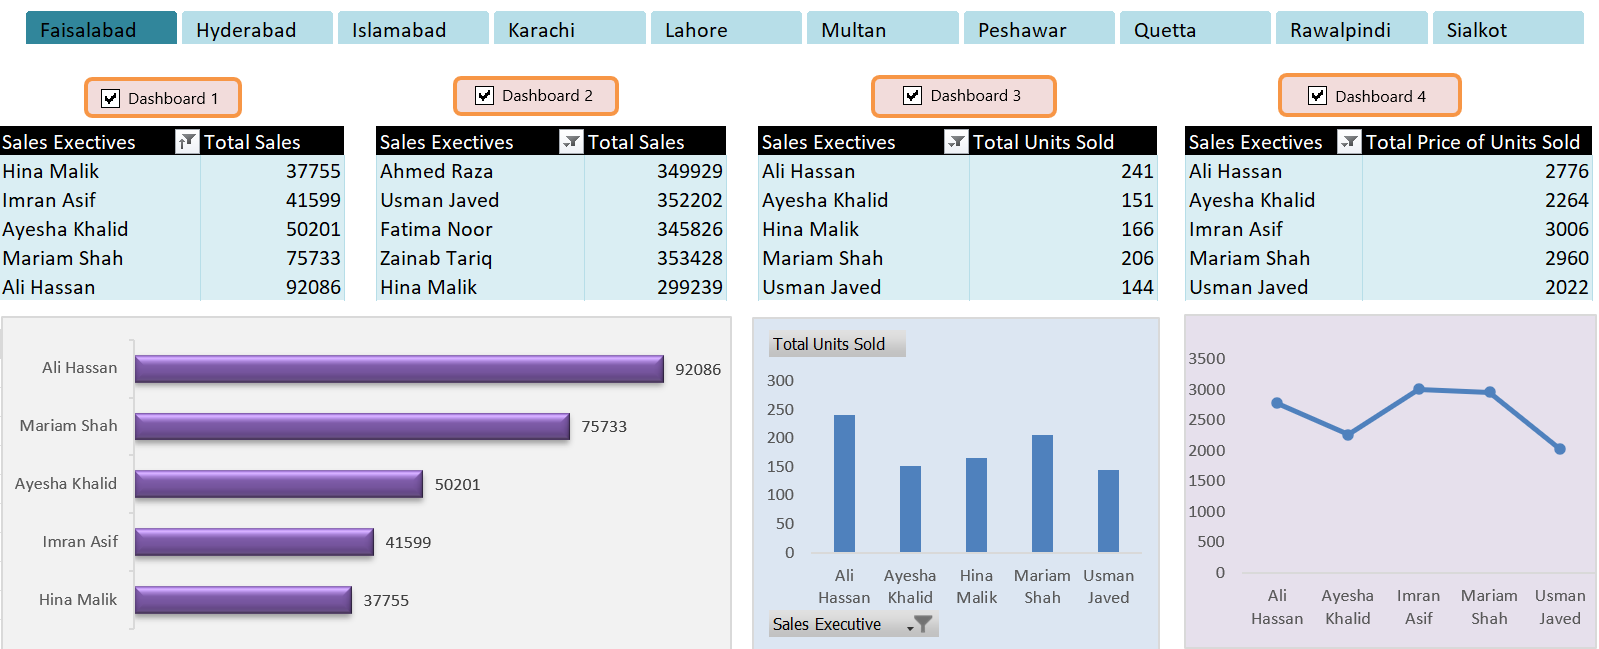 Faisalabad Hyderabad Islamabad Karachi Lahore Multan Peshawar Quetta Rawalpindi Sialkot
Dashboard 1 Dashboard 2 Dashboard 3 Dashboard 4
Sales Exectives Total Sales
Hina Malik 37755
Imran Asif 41599
Ayesha Khalid 50201
Mariam Shah 75733
Ali Hassan 92086
Sales Exectives Total Sales
Ahmed Raza 349929
Usman Javed 352202
Fatima Noor 345826
Zainab Tariq 353428
Hina Malik 299239
Sales Exectives Total Units Sold
Ali Hassan 241
Ayesha Khalid 151
Hina Malik 166
Mariam Shah 206
Usman Javed 144
Sales Exectives Total Price of Units Sold
Ali Hassan 2776
Ayesha Khalid 2264
Imran Asif 3006
Mariam Shah 2960
Usman Javed 2022
Ali Hassan 92086
Mariam Shah 75733
Ayesha Khalid 50201
Imran Asif 41599
Hina Malik 37755
Total Units Sold
300
250
200
150
100
50
0
Ali Ayesha Hina Mariam Usman
Hassan Khalid Malik Shah Javed
Sales Executive
3500
3000
2500
2000
1500
1000
500
0
Ali Ayesha Imran Mariam Usman
Hassan Khalid Asif Shah Javed